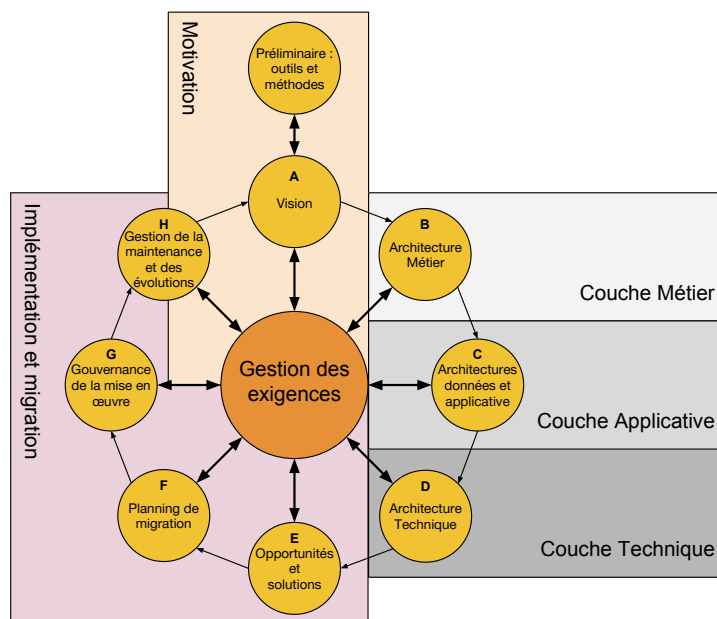 Motivation
Préliminaire :
outils et
méthodes
A
Vision
Implémentation et migration
H
Gestion de la
maintenance
et des
évolutions
B
Architecture
Métier
Couche Métier
G
Gouvernance
de la mise en
œuvre
Gestion des
exigences
C
Architectures
données et
applicative
Couche Applicative
F
Planning de
migration
D
Architecture
Technique
Couche Technique
E
Opportunités
et
solutions